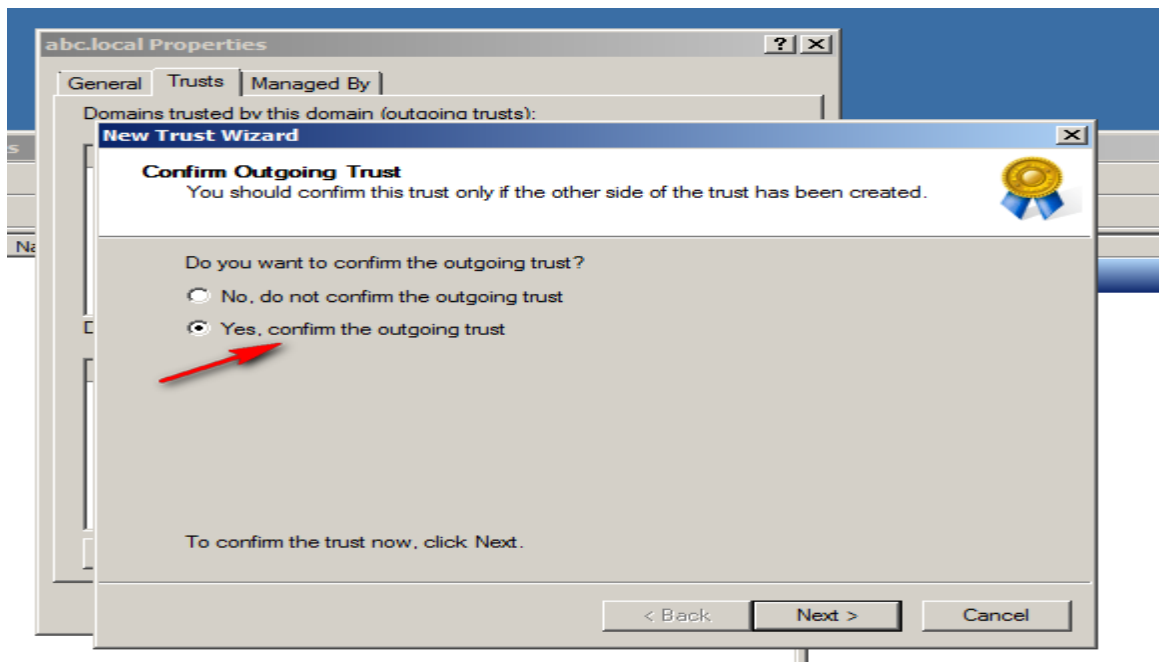 abc.local Properties
General Trusts Managed By
Domains trusted by this domain (outgoing trusts):
New Trust Wizard
s
Confirm Outgoing Trust
You should confirm this trust only if the other side of the trust has been created.
Na
Do you want to confirm the outgoing trust?
No, do not confirm the outgoing trust
D
Yes, confirm the outgoing trust
To confirm the trust now, click Next.
< Back Next > Cancel